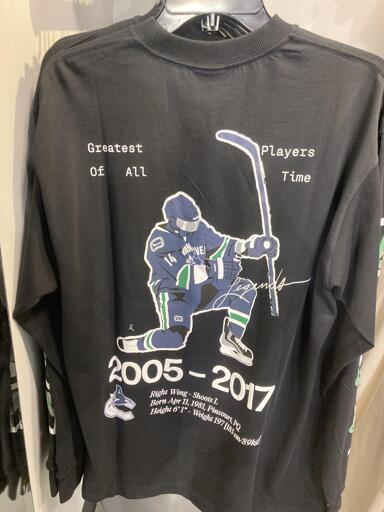 Greatest Players
Of All Time
14
Legends
2005 – 2017
Right Wing - Shoots L
Born Apr 11, 1981, Pincourt, PQ
Height 6'1" - Weight 197